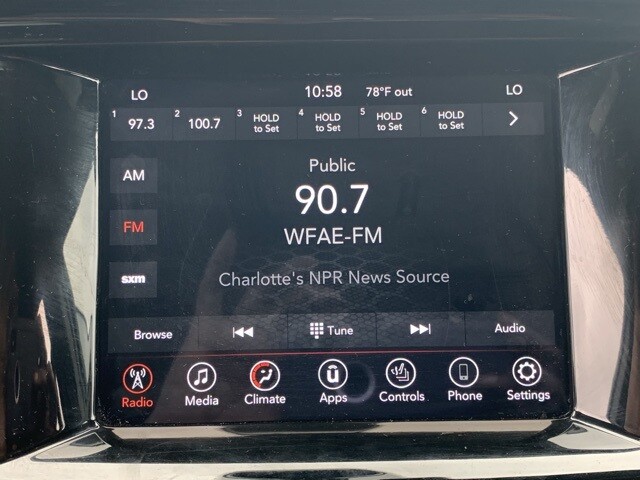 LO 10:58 78°F out LO
1 97.3 2 100.7 3 HOLD to Set 4 HOLD to Set 5 HOLD to Set 6 HOLD to Set
AM
Public
90.7
FM
WFAE-FM
sxm
Charlotte's NPR News Source
Browse Tune Audio
Radio Media Climate Apps Controls Phone Settings